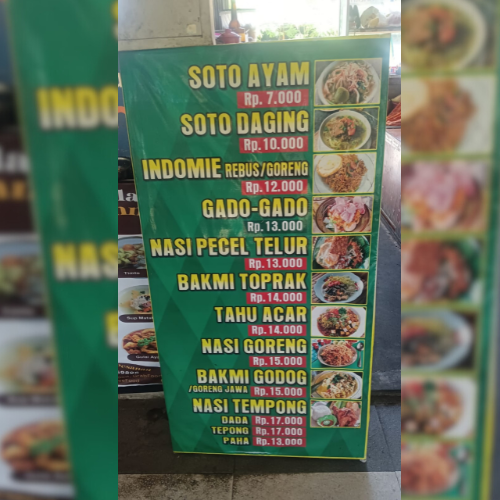 SOTO AYAM
Rp. 7.000
SOTO DAGING
Rp.10.000
INDOMIE REBUS/GORENG
Rp.12.000
GADO-GADO
Rp.13.000
NASI PECEL TELUR
Rp.13.000
BAKMI TOPRAK
Rp.14.000
TAHU ACAR
Rp.14.000
NASI GORENG
Rp.15.000
BAKMI GODOG
/GORENG JAWA Rp.15.000
NASI TEMPONG
DADA Rp.17.000
TEPONG Rp.17.000
PAHA Rp.13.000